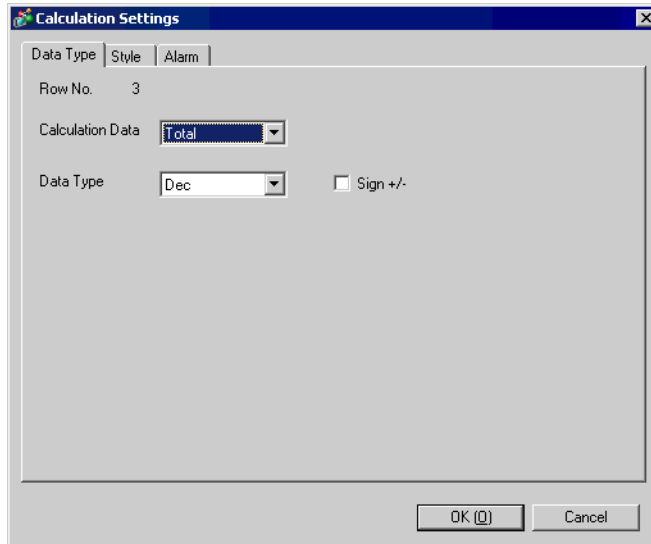 Calculation Settings
Data Type Style Alarm
Row No. 3
Calculation Data Total
Data Type Dec Sign +/-
OK (O) Cancel